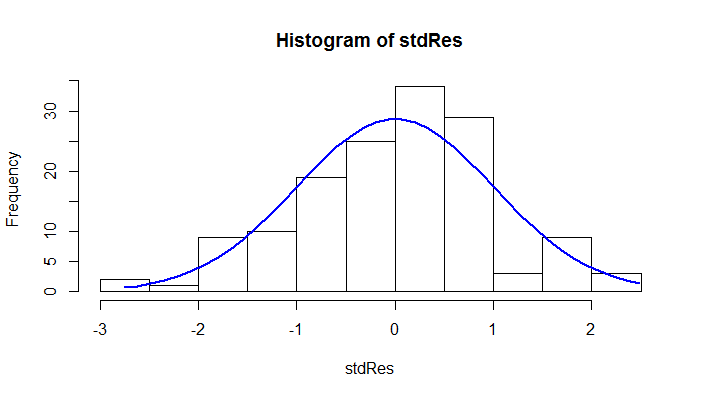 Histogram of stdRes
Frequency
30
20
10
5
0
-3 -2 -1 0 1 2
stdRes